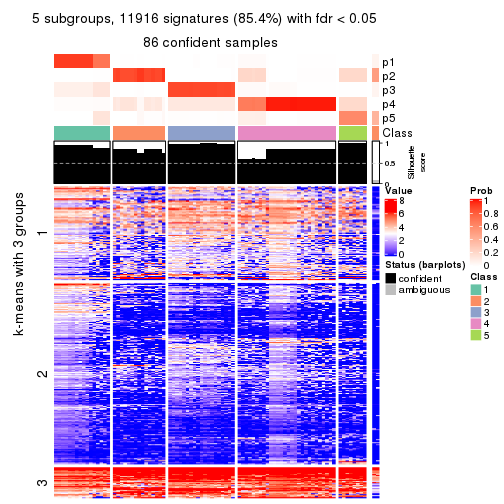 5 subgroups, 11916 signatures (85.4%) with fdr < 0.05
86 confident samples
p1
p2
p3
p4
p5
Class
1
0.5
0
Silhouette
score
k-means with 3 groups
1
2
3
Value
8
6
4
2
0
Status (barplots)
confident
ambiguous
Prob
1
0.8
0.6
0.4
0.2
0
Class
1
2
3
4
5